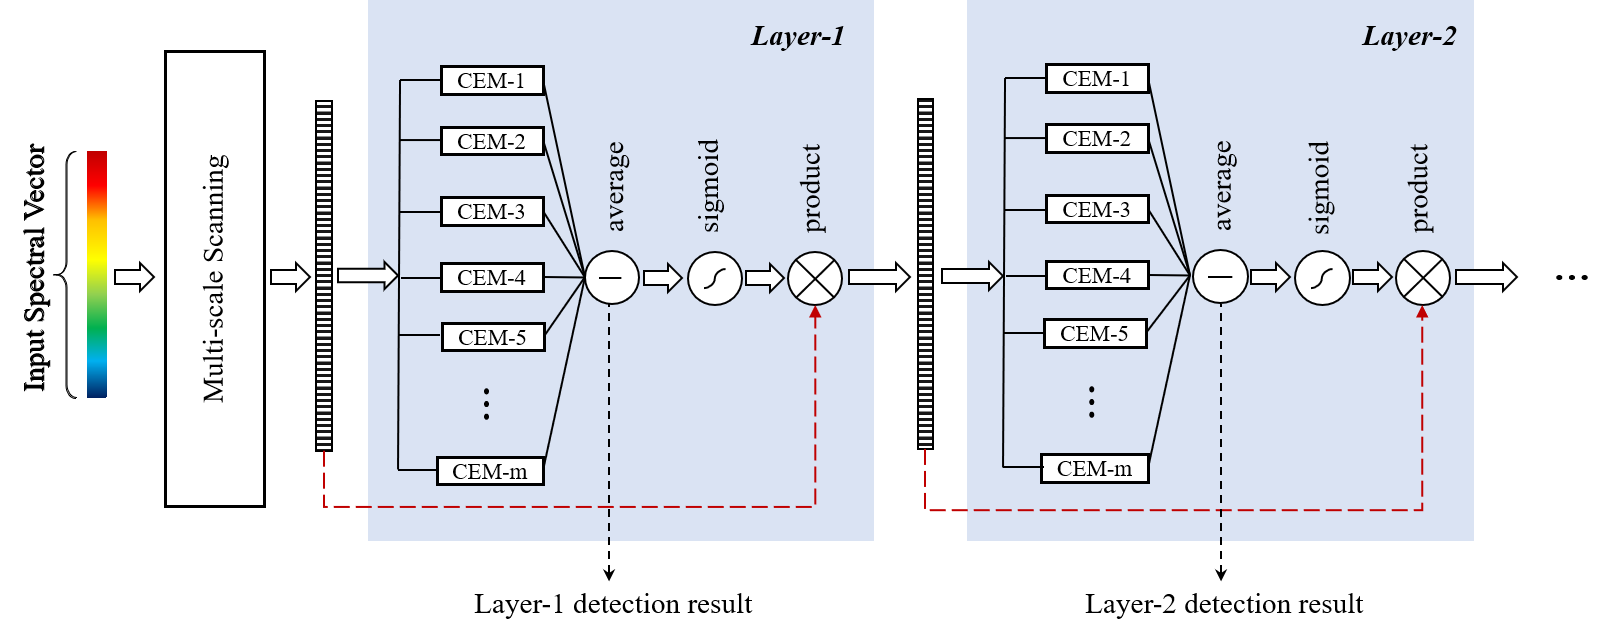 Input Spectral Vector
Multi-scale Scanning
Layer-1
CEM-1
CEM-2
CEM-3
CEM-4
CEM-5
⋮
CEM-m
average
sigmoid
product
Layer-1 detection result
Layer-2
CEM-1
CEM-2
CEM-3
CEM-4
CEM-5
⋮
CEM-m
average
sigmoid
product
Layer-2 detection result
...